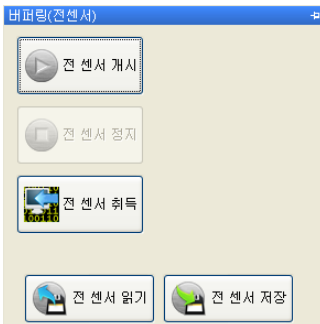 버퍼링(전센서)
전 센서 개시
전 센서 정지
전 센서 취득
전 센서 읽기
전 센서 저장